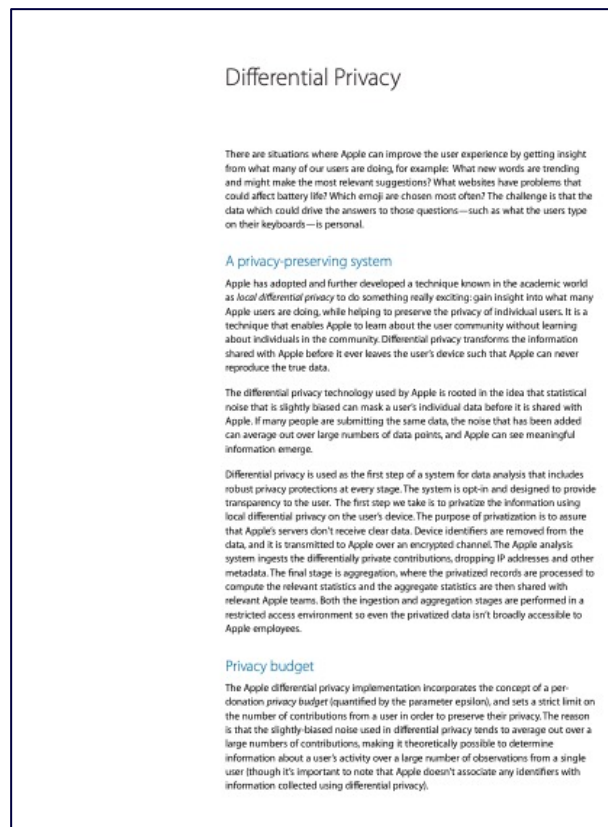 Differential Privacy
There are situations where Apple can improve the user experience by getting insight
from what many of our users are doing, for example: What new words are trending
and might make the most relevant suggestions? What websites have problems that
could affect battery life? Which emoji are chosen most often? The challenge is that the
data which could drive the answers to those questions—such as what the users type
on their keyboards—is personal.
A privacy-preserving system
Apple has adopted and further developed a technique known in the academic world
as local differential privacy to do something really exciting: gain insight into what many
Apple users are doing, while helping to preserve the privacy of individual users. It is a
technique that enables Apple to learn about the user community without learning
about individuals in the community. Differential privacy transforms the information
shared with Apple before it ever leaves the user's device such that Apple can never
reproduce the true data.
The differential privacy technology used by Apple is rooted in the idea that statistical
noise that is slightly biased can mask a user's individual data before it is shared with
Apple. If many people are submitting the same data, the noise that has been added
can average out over large numbers of data points, and Apple can see meaningful
information emerge.
Differential privacy is used as the first step of a system for data analysis that includes
robust privacy protections at every stage. The system is opt-in and designed to provide
transparency to the user. The first step we take is to privatize the information using
local differential privacy on the user's device. The purpose of privatization is to assure
that Apple's servers don't receive clear data. Device identifiers are removed from the
data, and it is transmitted to Apple over an encrypted channel. The Apple analysis
system ingests the differentially private contributions, dropping IP addresses and other
metadata. The final stage is aggregation, where the privatized records are processed to
compute the relevant statistics and the aggregate statistics are then shared with
relevant Apple teams. Both the ingestion and aggregation stages are performed in a
restricted access environment so even the privatized data isn't broadly accessible to
Apple employees.
Privacy budget
The Apple differential privacy implementation incorporates the concept of a per-
donation privacy budget (quantified by the parameter epsilon), and sets a strict limit on
the number of contributions from a user in order to preserve their privacy. The reason
is that the slightly-biased noise used in differential privacy tends to average out over a
large numbers of contributions, making it theoretically possible to determine
information about a user's activity over a large number of observations from a single
user (though it's important to note that Apple doesn't associate any identifiers with
information collected using differential privacy).